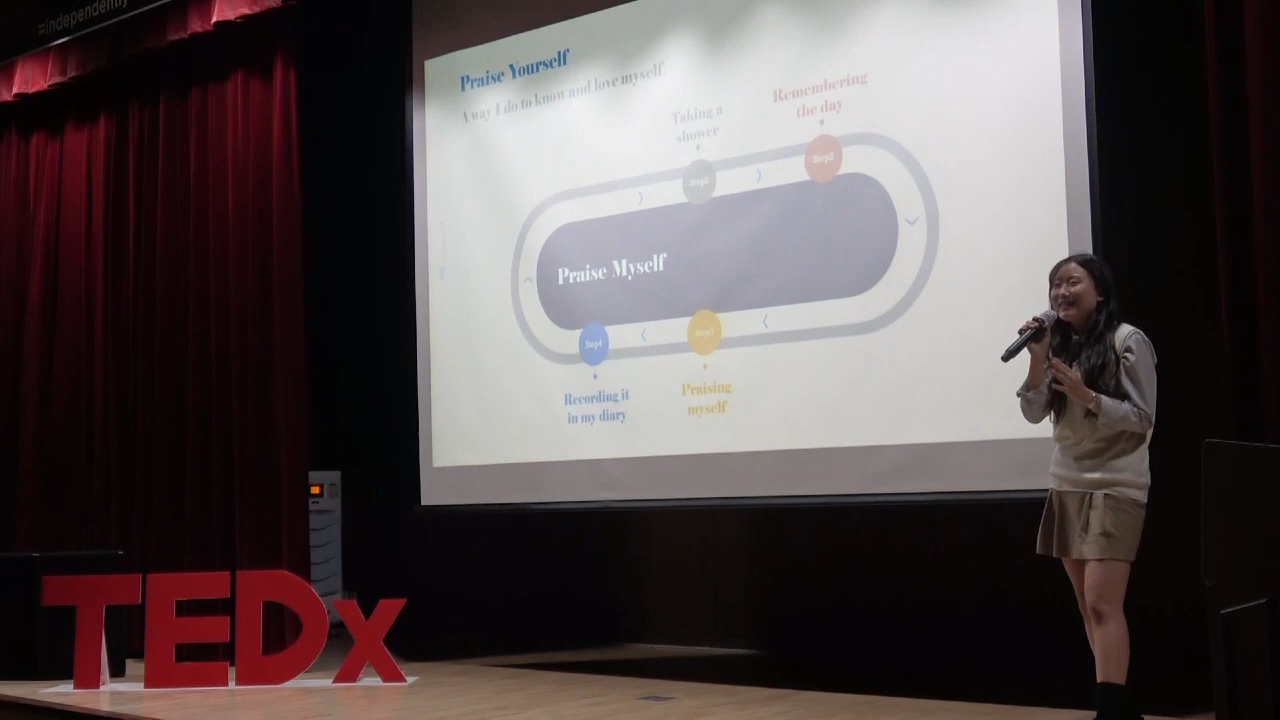 =independently
Praise Yourself
A way I do to know and love myself
Taking a
shower
Remembering
the day
Step1
Step2
Praise Myself
Step4
Step3
Recording it
in my diary
Praising
myself
TEDx